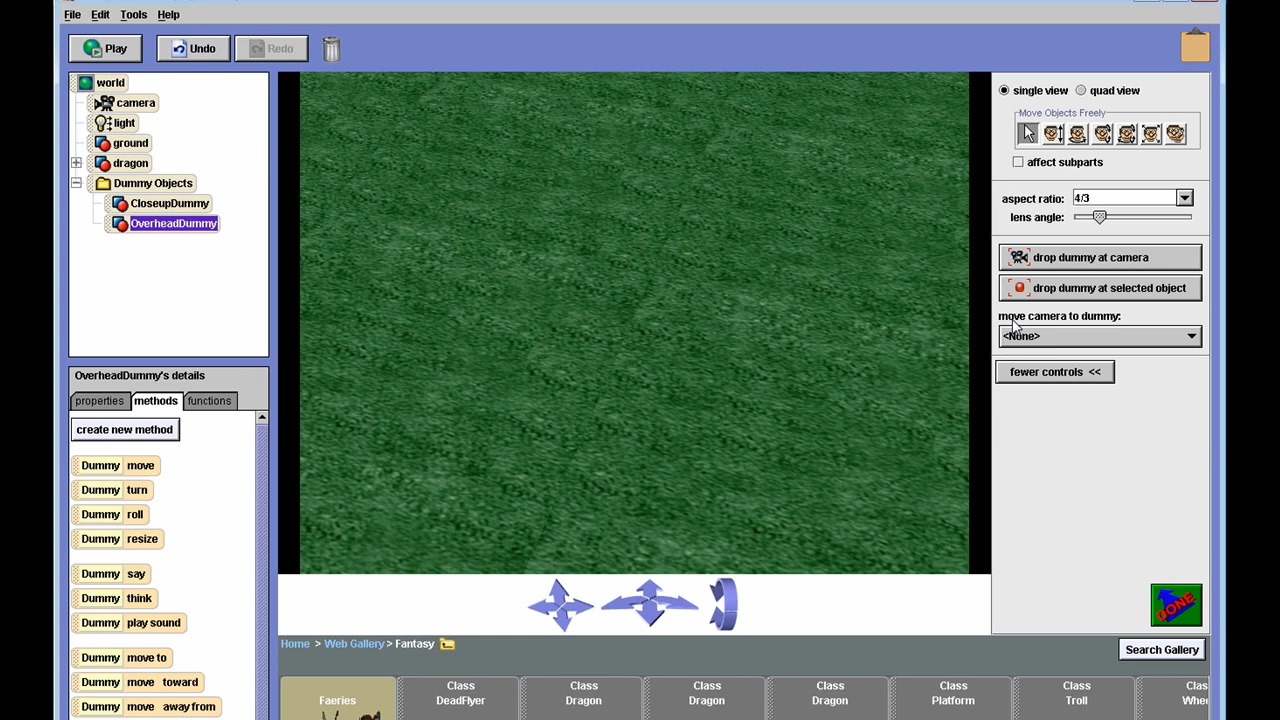 File Edit Tools Help
Play Undo Redo
world
camera
light
ground
dragon
Dummy Objects
CloseupDummy
OverheadDummy
OverheadDummy's details
properties methods functions
create new method
Dummy move
Dummy turn
Dummy roll
Dummy resize
Dummy say
Dummy think
Dummy play sound
Dummy move to
Dummy move toward
Dummy move away from
single view quad view
Move Objects Freely
affect subparts
aspect ratio: 4/3
lens angle:
drop dummy at camera
drop dummy at selected object
move camera to dummy:
<None>
fewer controls <<
DONE
Home > Web Gallery > Fantasy
Search Gallery
Faeries
Class DeadFlyer
Class Dragon
Class Dragon
Class Dragon
Class Platform
Class Troll